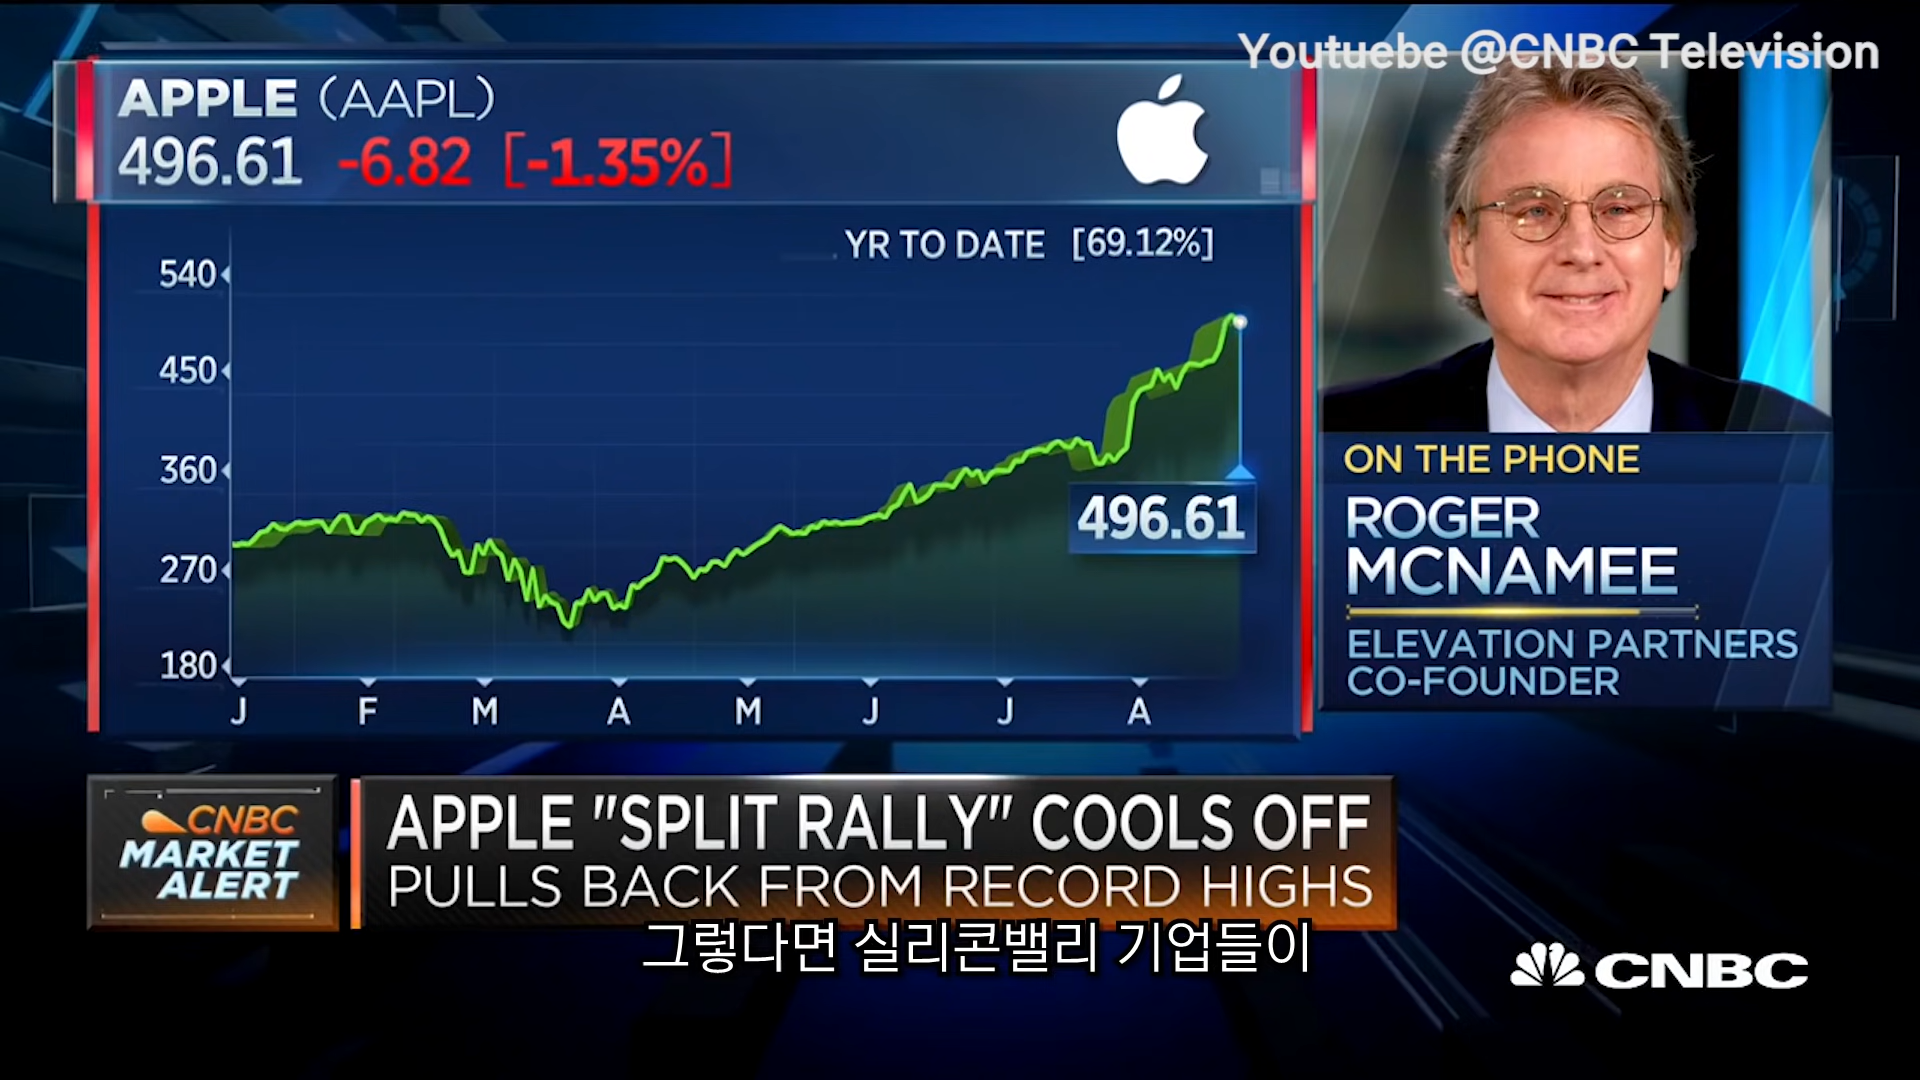 Youtuebe @CNBC Television
APPLE (AAPL)
496.61 -6.82 [-1.35%]
YR TO DATE [69.12%]
540
450
360
270
180
496.61
J F M A M J J A
ON THE PHONE
ROGER
MCNAMEE
ELEVATION PARTNERS
CO-FOUNDER
CNBC
MARKET
ALERT
APPLE "SPLIT RALLY" COOLS OFF
PULLS BACK FROM RECORD HIGHS
그렇다면 실리콘밸리 기업들이
CNBC